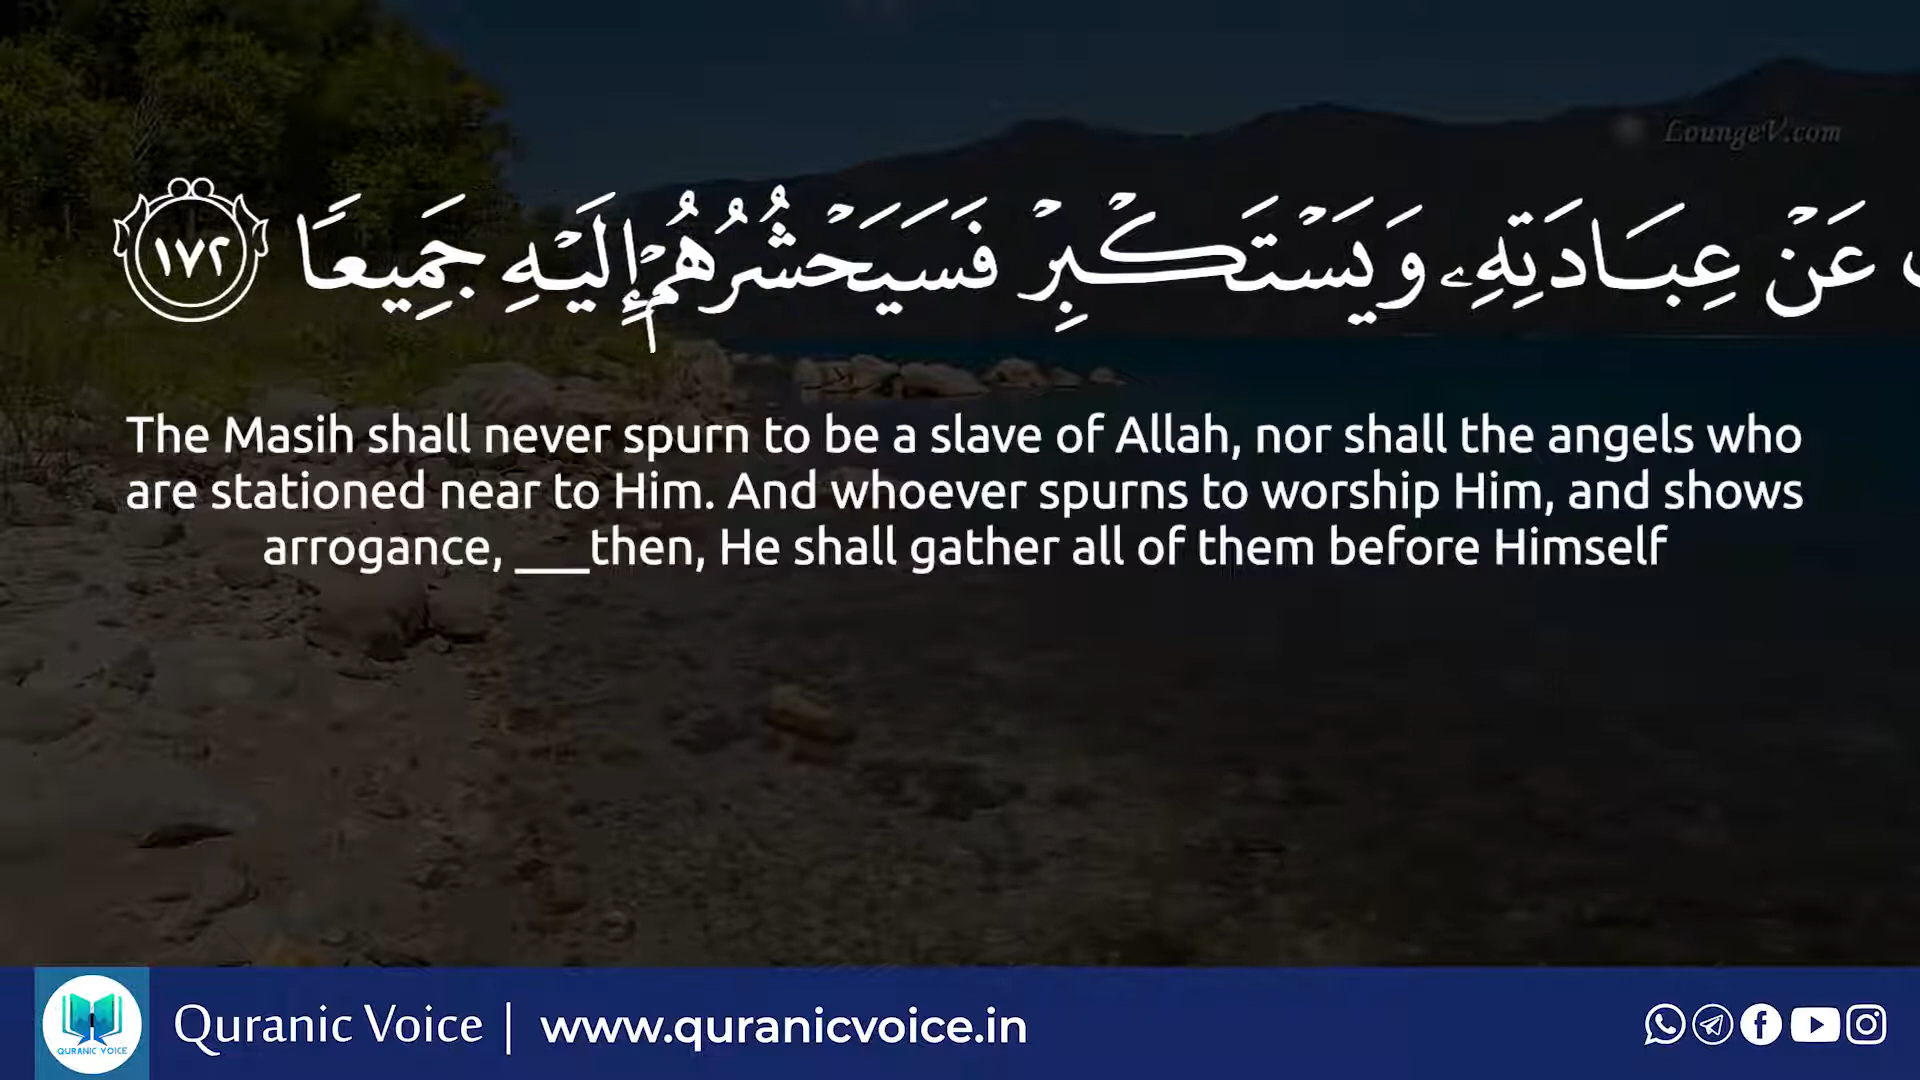 LoungeV.com
عَنْ عِبَادَتِهِۦ وَيَسْتَكْبِرْ فَسَيَحْشُرُهُمْ إِلَيْهِ جَمِيعًا ١٧٢
The Masih shall never spurn to be a slave of Allah, nor shall the angels who
are stationed near to Him. And whoever spurns to worship Him, and shows
arrogance, ___then, He shall gather all of them before Himself
QURANIC VOICE
Quranic Voice | www.quranicvoice.in